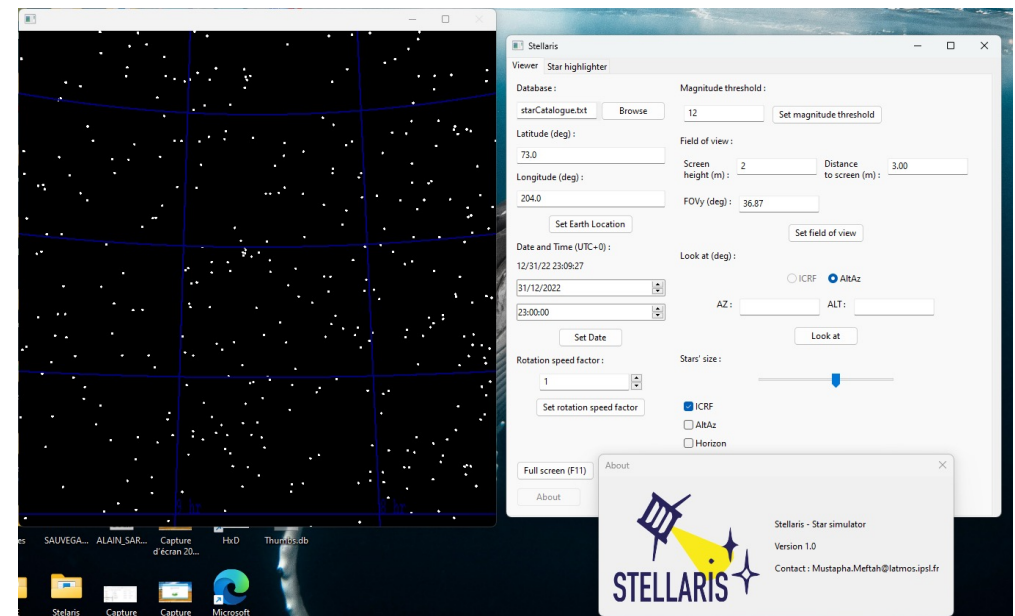 Stellaris
Viewer Star highlighter
Database :
starCatalogue.txt Browse
Latitude (deg) :
73.0
Longitude (deg) :
204.0
Set Earth Location
Date and Time (UTC+0) :
12/31/22 23:09:27
31/12/2022
23:00:00
Set Date
Rotation speed factor :
1
Set rotation speed factor
Full screen (F11)
About
Magnitude threshold :
12 Set magnitude threshold
Field of view :
Screen
height (m) : 2
Distance
to screen (m) : 3.00
FOVy (deg) : 36.87
Set field of view
Look at (deg) :
ICRF AltAz
AZ : ALT :
Look at
Stars' size :
ICRF
AltAz
Horizon
About
Stellaris - Star simulator
Version 1.0
Contact : Mustapha.Meftah@latmos.ipsl.fr
STELLARIS
SAUVEGA... ALAIN_SAR... Capture
d'écran 20...
HxD Thumbs.db
Stelaris Capture Capture Microsoft